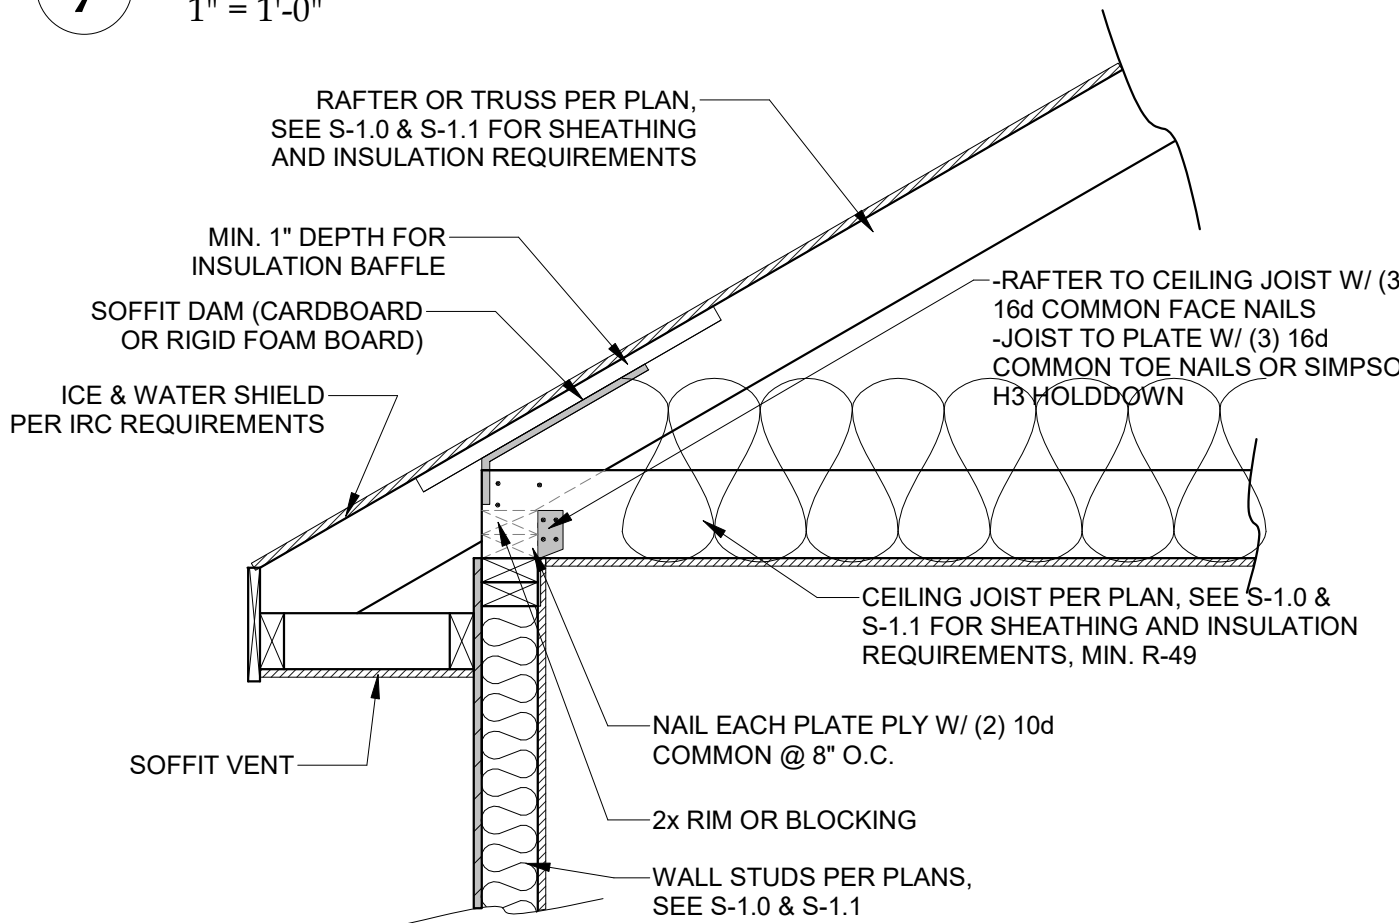 1" = 1'-0"
RAFTER OR TRUSS PER PLAN,
SEE S-1.0 & S-1.1 FOR SHEATHING
AND INSULATION REQUIREMENTS
MIN. 1" DEPTH FOR
INSULATION BAFFLE
SOFFIT DAM (CARDBOARD
OR RIGID FOAM BOARD)
ICE & WATER SHIELD
PER IRC REQUIREMENTS
-RAFTER TO CEILING JOIST W/ (3
16d COMMON FACE NAILS
-JOIST TO PLATE W/ (3) 16d
COMMON TOE NAILS OR SIMPSO
H3 HOLDDOWN
CEILING JOIST PER PLAN, SEE S-1.0 &
S-1.1 FOR SHEATHING AND INSULATION
REQUIREMENTS, MIN. R-49
NAIL EACH PLATE PLY W/ (2) 10d
COMMON @ 8" O.C.
SOFFIT VENT
2x RIM OR BLOCKING
WALL STUDS PER PLANS,
SEE S-1.0 & S-1.1